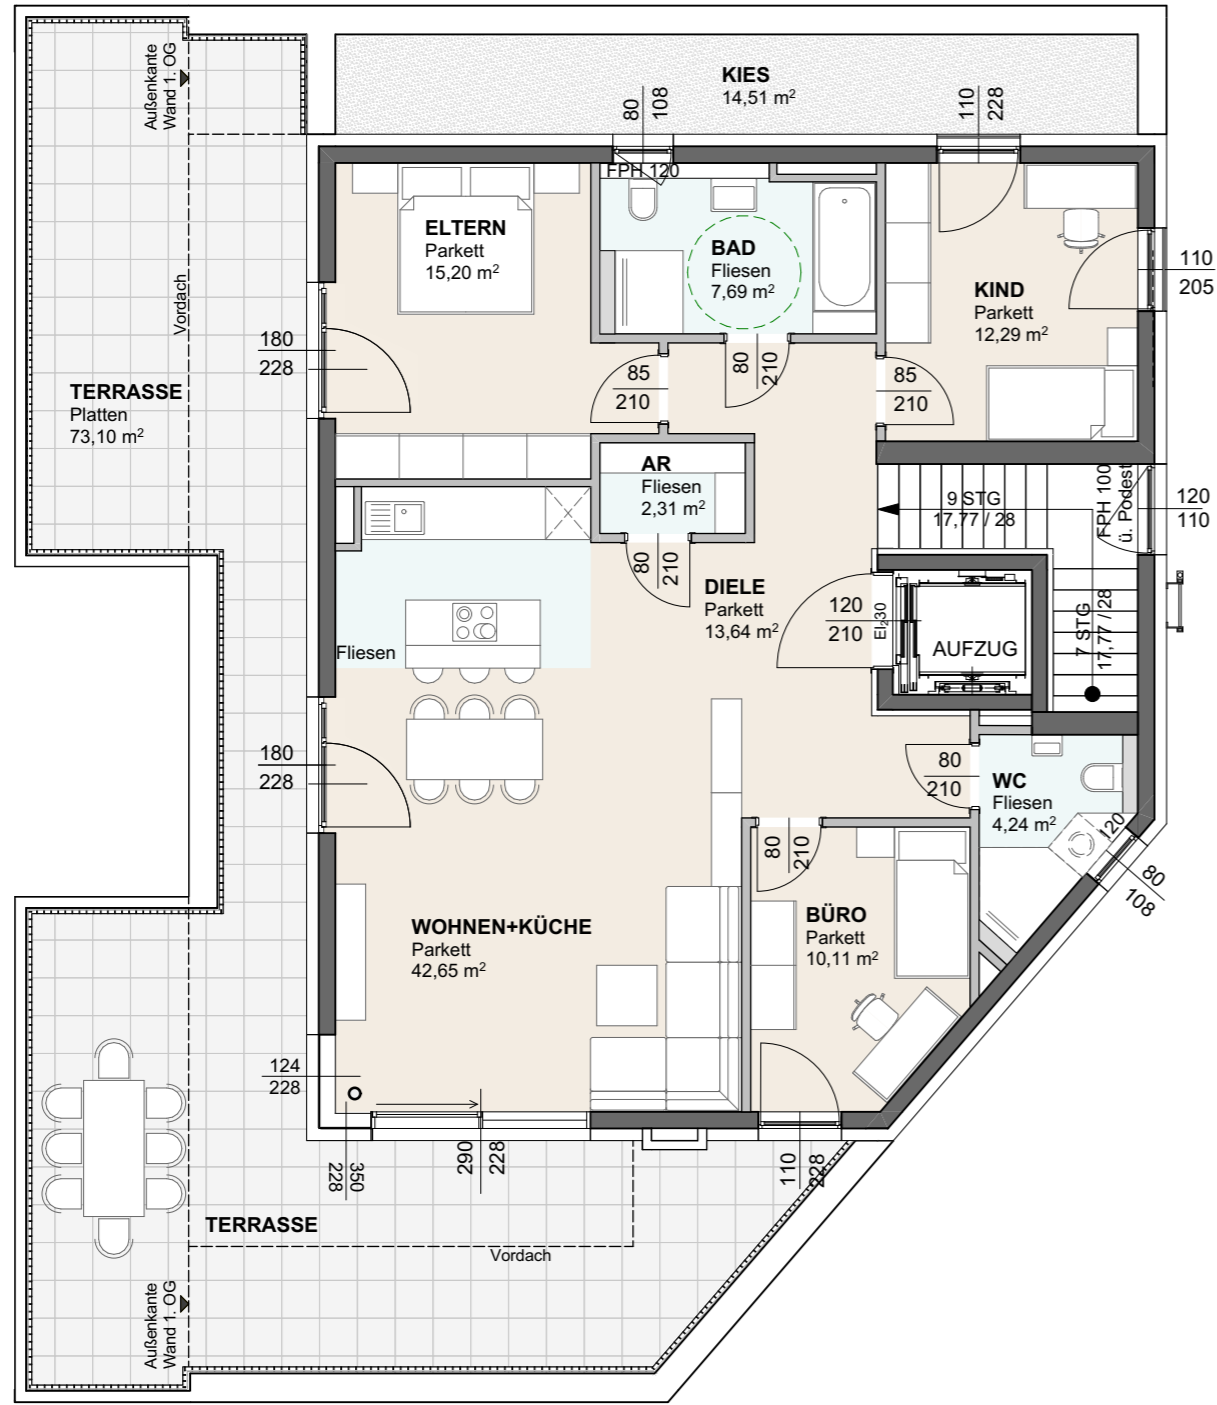 Außenkante
Wand 1. OG
KIES
14,51 m²
80
108
110
228
FPH 120
ELTERN
Parkett
15,20 m²
BAD
Fliesen
7,69 m²
KIND
Parkett
12,29 m²
110
205
Vordach
180
228
TERRASSE
Platten
73,10 m²
85
210
80
210
85
210
AR
Fliesen
2,31 m²
9 STG
17,77 / 28
FPH 100
ü. Podest
120
110
80
210
DIELE
Parkett
13,64 m²
120
210
EI₂30
AUFZUG
7 STG
17,77 / 28
Fliesen
180
228
80
210
WC
Fliesen
4,24 m²
120
80
108
80
210
WOHNEN+KÜCHE
Parkett
42,65 m²
BÜRO
Parkett
10,11 m²
124
228
350
228
290
228
110
228
TERRASSE
Vordach
Außenkante
Wand 1. OG